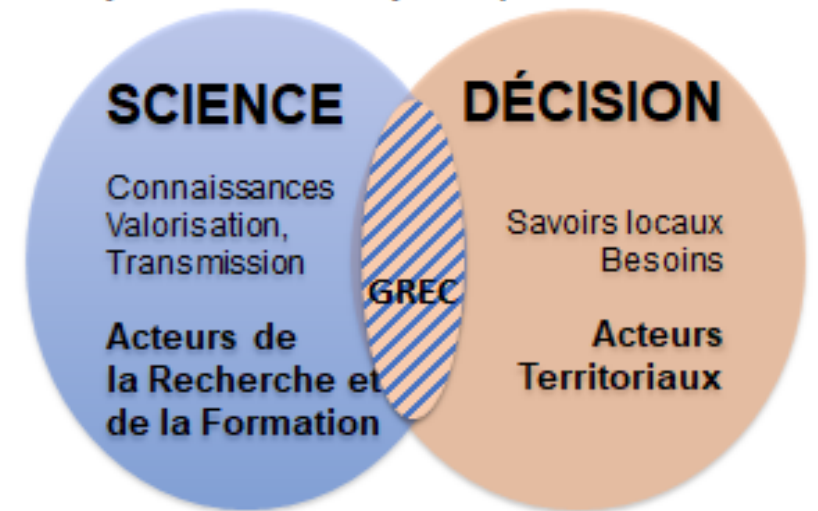 SCIENCE
Connaissances
Valorisation,
Transmission
Acteurs de
la Recherche et
de la Formation
GREC
DÉCISION
Savoirs locaux
Besoins
Acteurs
Territoriaux